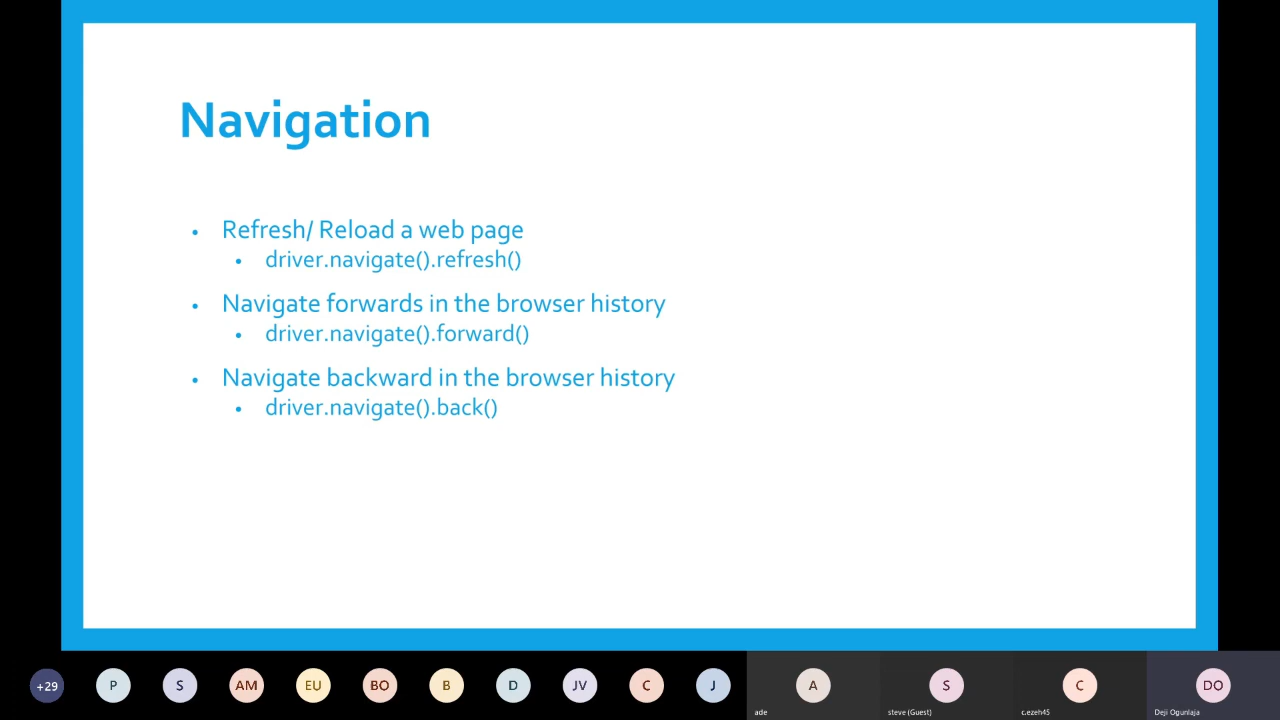 Navigation
• Refresh/ Reload a web page
• driver.navigate().refresh()
• Navigate forwards in the browser history
• driver.navigate().forward()
• Navigate backward in the browser history
• driver.navigate().back()
+29 P S AM EU BO B D JV C J A S C DO
ade steve (Guest) c.ezeh45 Deji Ogunlaja